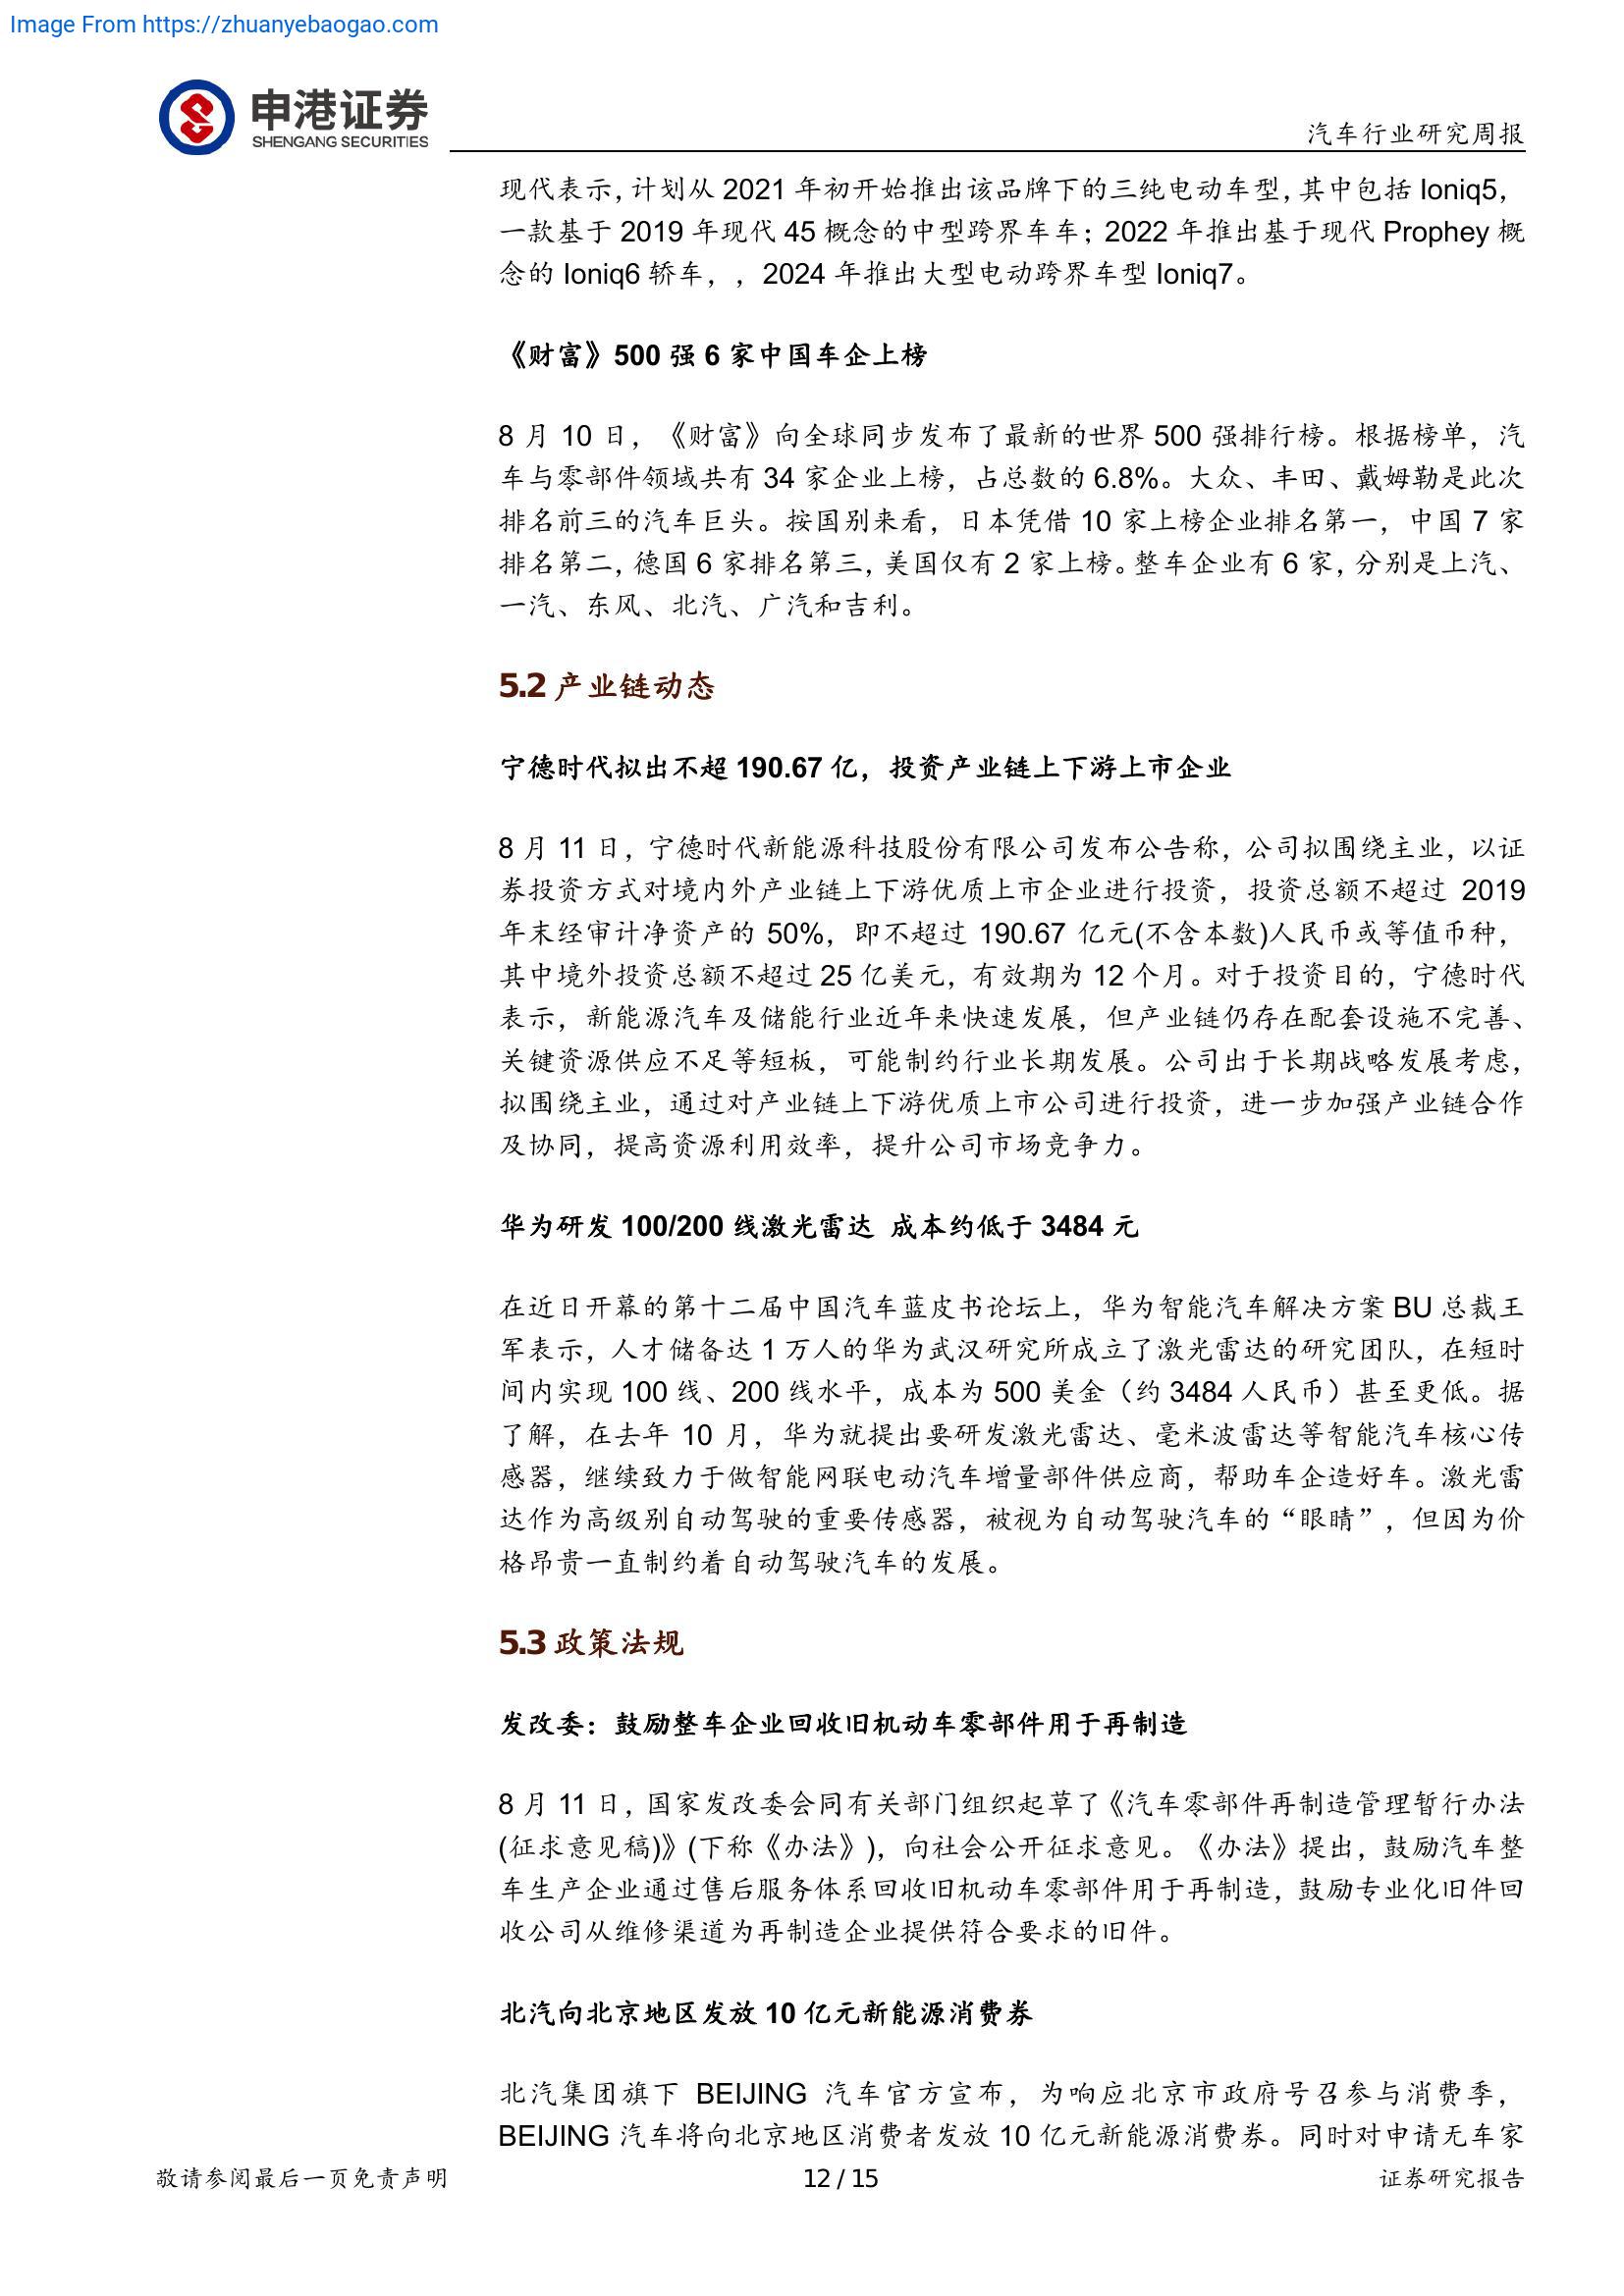 Image From https://zhuanyebaogao.com
申港证券
SHENGANG SECURITIES
汽车行业研究周报
现代表示，计划从 2021 年初开始推出该品牌下的三纯电动车型，其中包括 Ioniq5，
一款基于 2019 年现代 45 概念的中型跨界车车；2022 年推出基于现代 Prophey 概
念的 Ioniq6 轿车，，2024 年推出大型电动跨界车型 Ioniq7。
《财富》500 强 6 家中国车企上榜
8 月 10 日，《财富》向全球同步发布了最新的世界 500 强排行榜。根据榜单，汽
车与零部件领域共有 34 家企业上榜，占总数的 6.8%。大众、丰田、戴姆勒是此次
排名前三的汽车巨头。按国别来看，日本凭借 10 家上榜企业排名第一，中国 7 家
排名第二，德国 6 家排名第三，美国仅有 2 家上榜。整车企业有 6 家，分别是上汽、
一汽、东风、北汽、广汽和吉利。
5.2 产业链动态
宁德时代拟出不超 190.67 亿，投资产业链上下游上市企业
8 月 11 日，宁德时代新能源科技股份有限公司发布公告称，公司拟围绕主业，以证
券投资方式对境内外产业链上下游优质上市企业进行投资，投资总额不超过 2019
年末经审计净资产的 50%，即不超过 190.67 亿元(不含本数)人民币或等值币种，
其中境外投资总额不超过 25 亿美元，有效期为 12 个月。对于投资目的，宁德时代
表示，新能源汽车及储能行业近年来快速发展，但产业链仍存在配套设施不完善、
关键资源供应不足等短板，可能制约行业长期发展。公司出于长期战略发展考虑，
拟围绕主业，通过对产业链上下游优质上市公司进行投资，进一步加强产业链合作
及协同，提高资源利用效率，提升公司市场竞争力。
华为研发 100/200 线激光雷达 成本约低于 3484 元
在近日开幕的第十二届中国汽车蓝皮书论坛上，华为智能汽车解决方案 BU 总裁王
军表示，人才储备达 1 万人的华为武汉研究所成立了激光雷达的研究团队，在短时
间内实现 100 线、200 线水平，成本为 500 美金（约 3484 人民币）甚至更低。据
了解，在去年 10 月，华为就提出要研发激光雷达、毫米波雷达等智能汽车核心传
感器，继续致力于做智能网联电动汽车增量部件供应商，帮助车企造好车。激光雷
达作为高级别自动驾驶的重要传感器，被视为自动驾驶汽车的“眼睛”，但因为价
格昂贵一直制约着自动驾驶汽车的发展。
5.3 政策法规
发改委：鼓励整车企业回收旧机动车零部件用于再制造
8 月 11 日，国家发改委会同有关部门组织起草了《汽车零部件再制造管理暂行办法
(征求意见稿)》(下称《办法》)，向社会公开征求意见。《办法》提出，鼓励汽车整
车生产企业通过售后服务体系回收旧机动车零部件用于再制造，鼓励专业化旧件回
收公司从维修渠道为再制造企业提供符合要求的旧件。
北汽向北京地区发放 10 亿元新能源消费券
北汽集团旗下 BEIJING 汽车官方宣布，为响应北京市政府号召参与消费季，
BEIJING 汽车将向北京地区消费者发放 10 亿元新能源消费券。同时对申请无车家
敬请参阅最后一页免责声明
12 / 15
证券研究报告